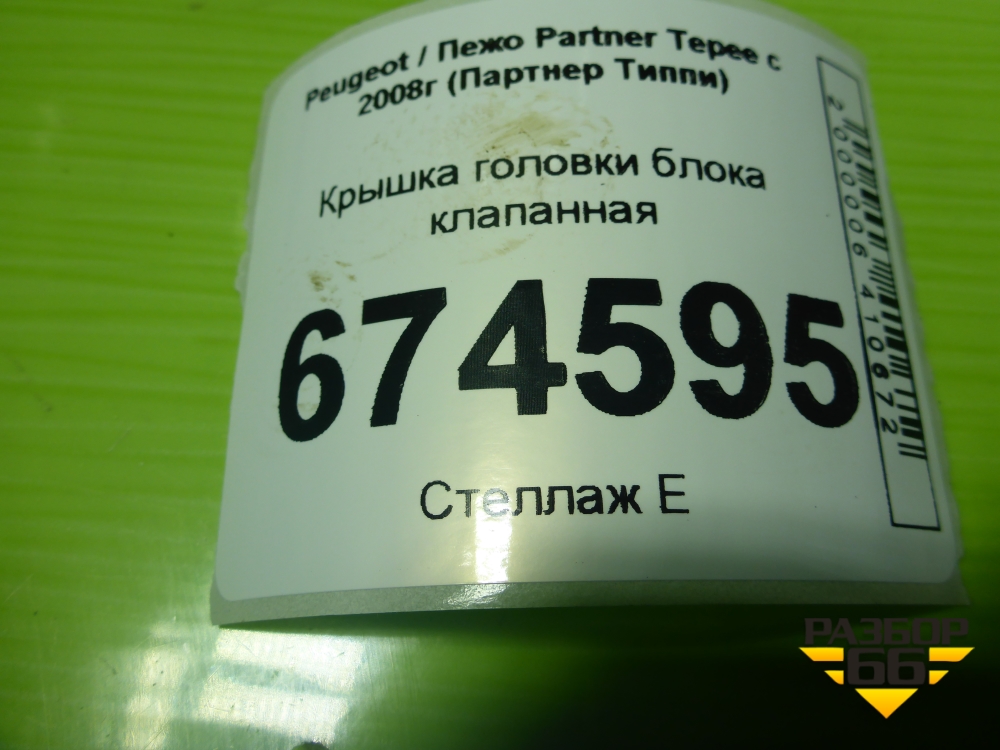 Peugeot / Пежо Partner Tepee с
2008г (Партнер Типпи)
Крышка головки блока
клапанная
674595
Стеллаж Е
2000006410672
РАЗБОР
66